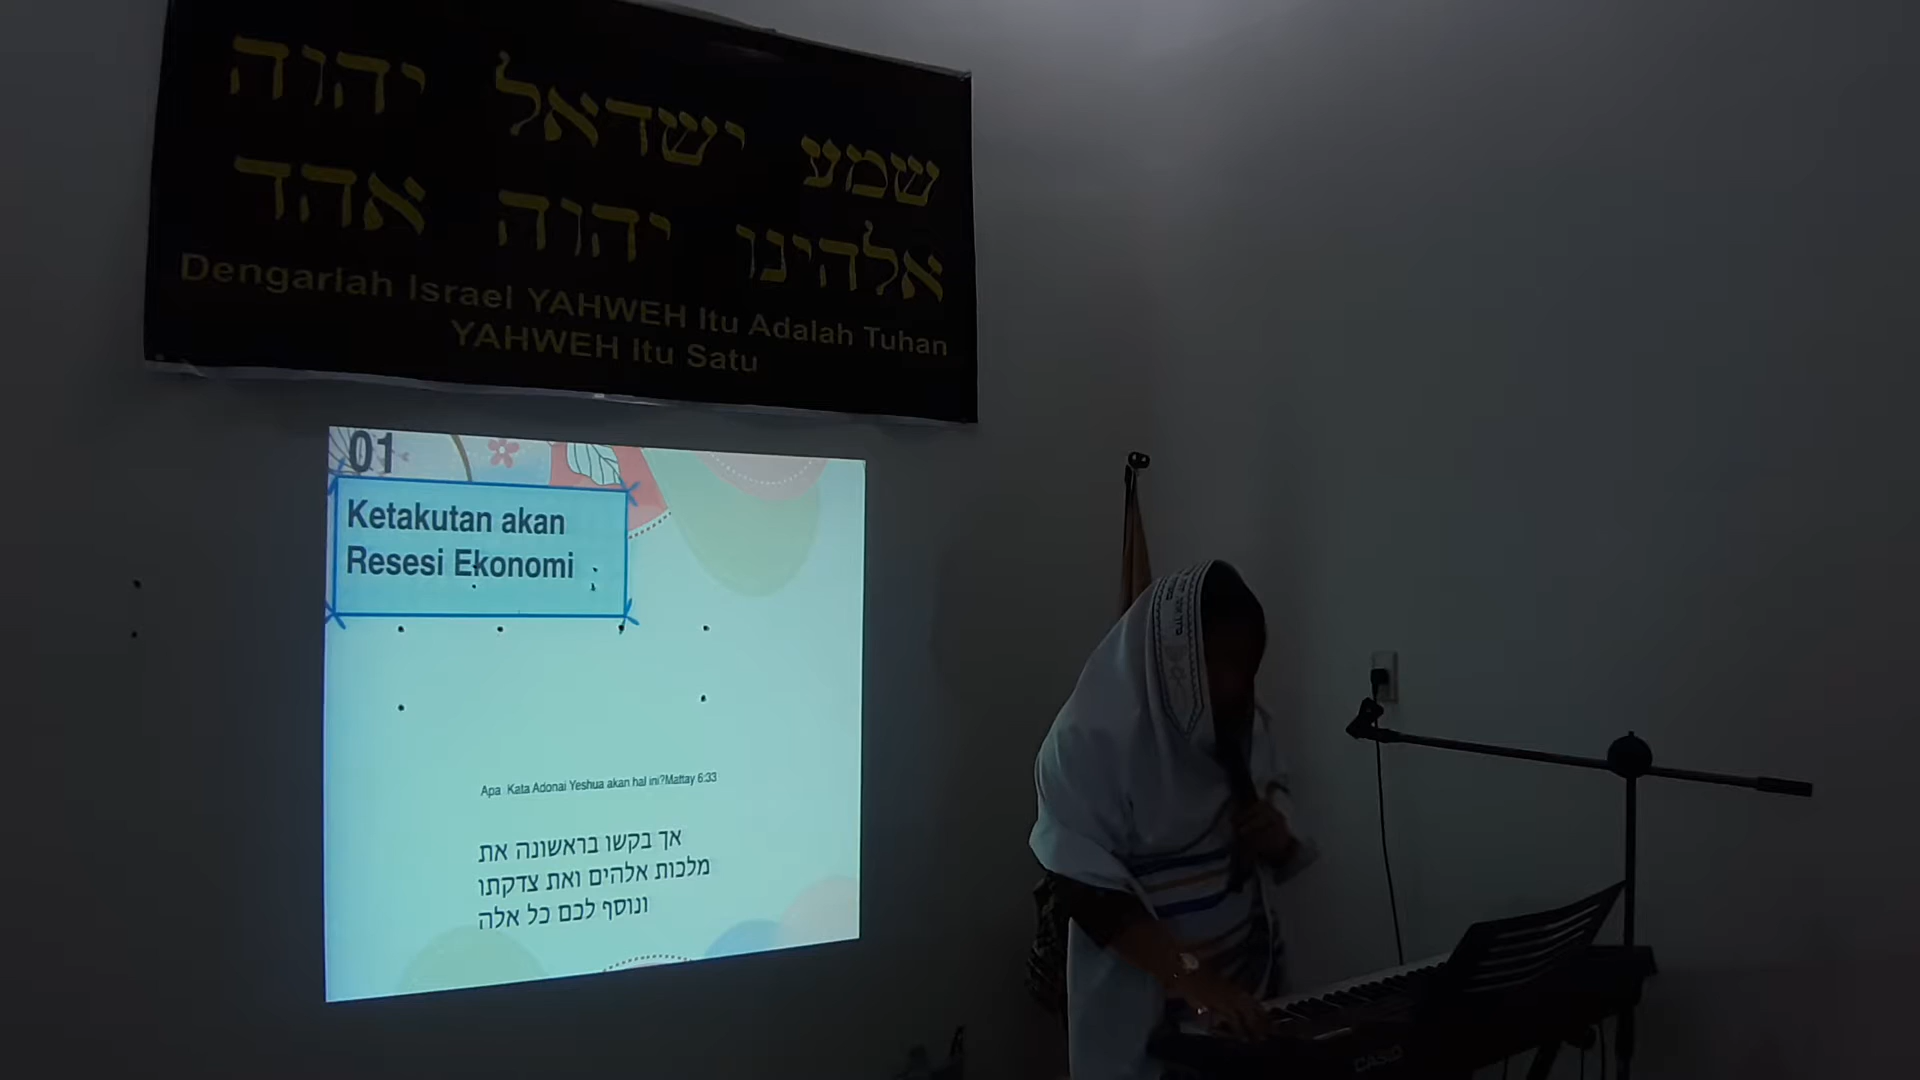 שמע ישדאל יהוה
אלהינו יהוה אהד
Dengarlah Israel YAHWEH Itu Adalah Tuhan
YAHWEH Itu Satu
01
Ketakutan akan
Resesi Ekonomi
Apa Kata Adonai Yeshua akan hal ini?Mattay 6:33
אך בקשו בראשונה את
מלכות אלהים ואת צדקתו
ונוסף לכם כל אלה
CASIO